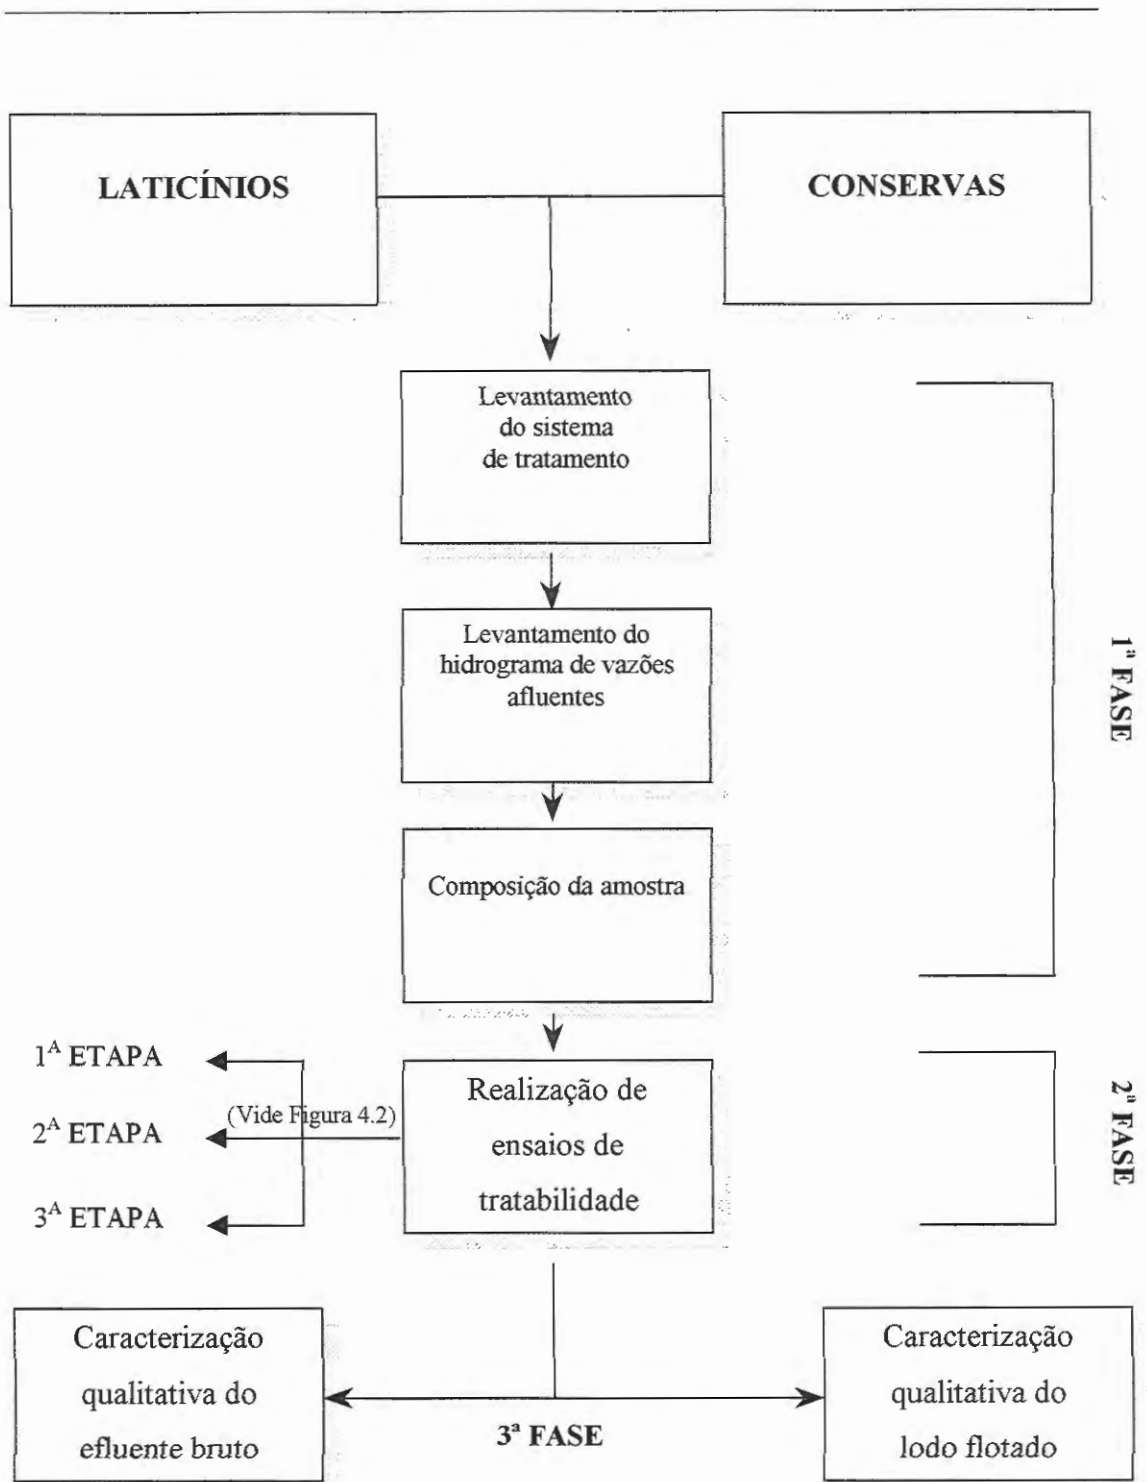 LATICÍNIOS
CONSERVAS
Levantamento
do sistema
de tratamento
Levantamento do
hidrograma de vazões
afluentes
1ª FASE
Composição da amostra
1ᴬ ETAPA
(Vide Figura 4.2)
2ᴬ ETAPA
3ᴬ ETAPA
Realização de
ensaios de
tratabilidade
2ª FASE
Caracterização
qualitativa do
efluente bruto
3ª FASE
Caracterização
qualitativa do
lodo flotado